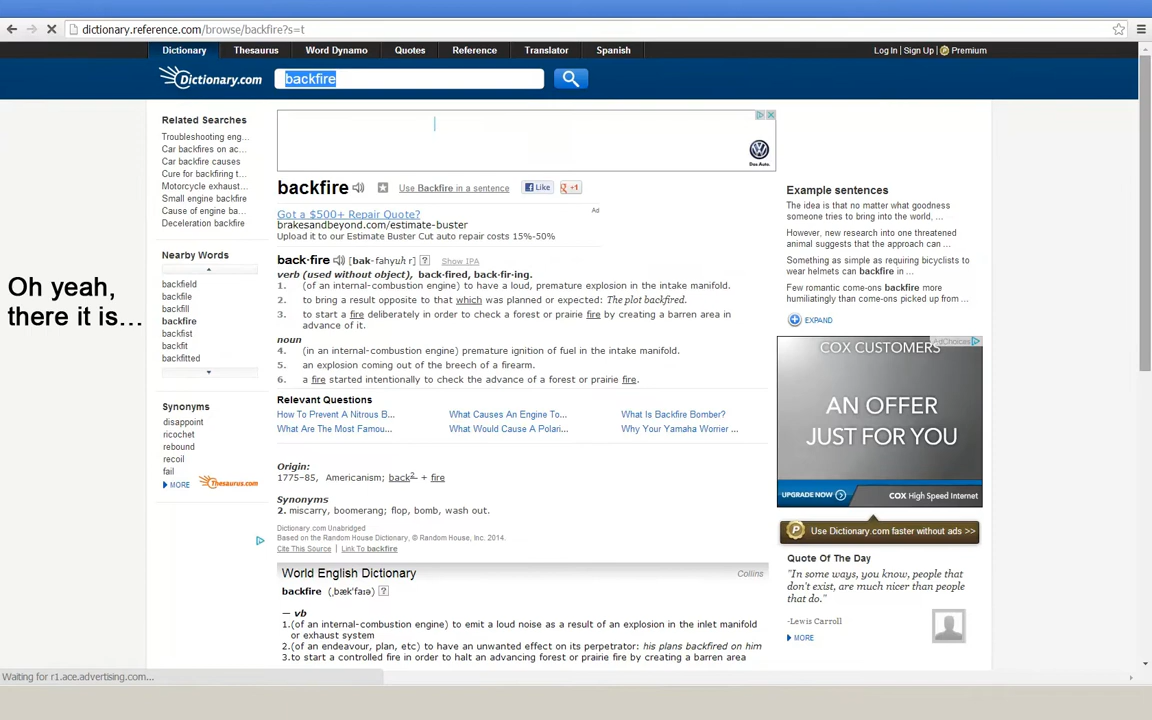 dictionary.reference.com/browse/backfire?s=t
Dictionary Thesaurus Word Dynamo Quotes Reference Translator Spanish
Log In | Sign Up | Premium
Dictionary.com
backfire
Related Searches
Troubleshooting eng...
Car backfires on ac...
Car backfire causes
Cure for backfiring t...
Motorcycle exhaust...
Small engine backfire
Cause of engine ba...
Deceleration backfire
Nearby Words
backfield
backfile
backfill
backfire
backfist
backfit
backfitted
Synonyms
disappoint
ricochet
rebound
recoil
fail
MORE
Thesaurus.com
Oh yeah,
there it is...
Das Auto.
backfire
Use Backfire in a sentence
Like
+1
Got a $500+ Repair Quote?
Ad
brakesandbeyond.com/estimate-buster
Upload it to our Estimate Buster Cut auto repair costs 15%-50%
back·fire [bak-fahyuh r] ? Show IPA
verb (used without object), back·fired, back·fir·ing.
1. (of an internal-combustion engine) to have a loud, premature explosion in the intake manifold.
2. to bring a result opposite to that which was planned or expected: The plot backfired.
3. to start a fire deliberately in order to check a forest or prairie fire by creating a barren area in
advance of it.
noun
4. (in an internal-combustion engine) premature ignition of fuel in the intake manifold.
5. an explosion coming out of the breech of a firearm.
6. a fire started intentionally to check the advance of a forest or prairie fire.
Relevant Questions
How To Prevent A Nitrous B... What Causes An Engine To... What Is Backfire Bomber?
What Are The Most Famou... What Would Cause A Polari... Why Your Yamaha Worrier ...
Origin:
1775–85, Americanism; back2 + fire
Synonyms
2. miscarry, boomerang; flop, bomb, wash out.
Dictionary.com Unabridged
Based on the Random House Dictionary, © Random House, Inc. 2014.
Cite This Source | Link To backfire
World English Dictionary
Collins
backfire (ˌbækˈfaɪə) ?
— vb
1.(of an internal-combustion engine) to emit a loud noise as a result of an explosion in the inlet manifold
or exhaust system
2.(of an endeavour, plan, etc) to have an unwanted effect on its perpetrator: his plans backfired on him
3.to start a controlled fire in order to halt an advancing forest or prairie fire by creating a barren area
Example sentences
The idea is that no matter what goodness
someone tries to bring into the world, ...
However, new research into one threatened
animal suggests that the approach can ...
Something as simple as requiring bicyclists to
wear helmets can backfire in ...
Few romantic come-ons backfire more
humiliatingly than come-ons picked up from ...
EXPAND
AdChoices
COX CUSTOMERS
AN OFFER
JUST FOR YOU
UPGRADE NOW
COX High Speed Internet
P Use Dictionary.com faster without ads >>
Quote Of The Day
"In some ways, you know, people that
don't exist, are much nicer than people
that do."
-Lewis Carroll
MORE
Waiting for r1.ace.advertising.com...